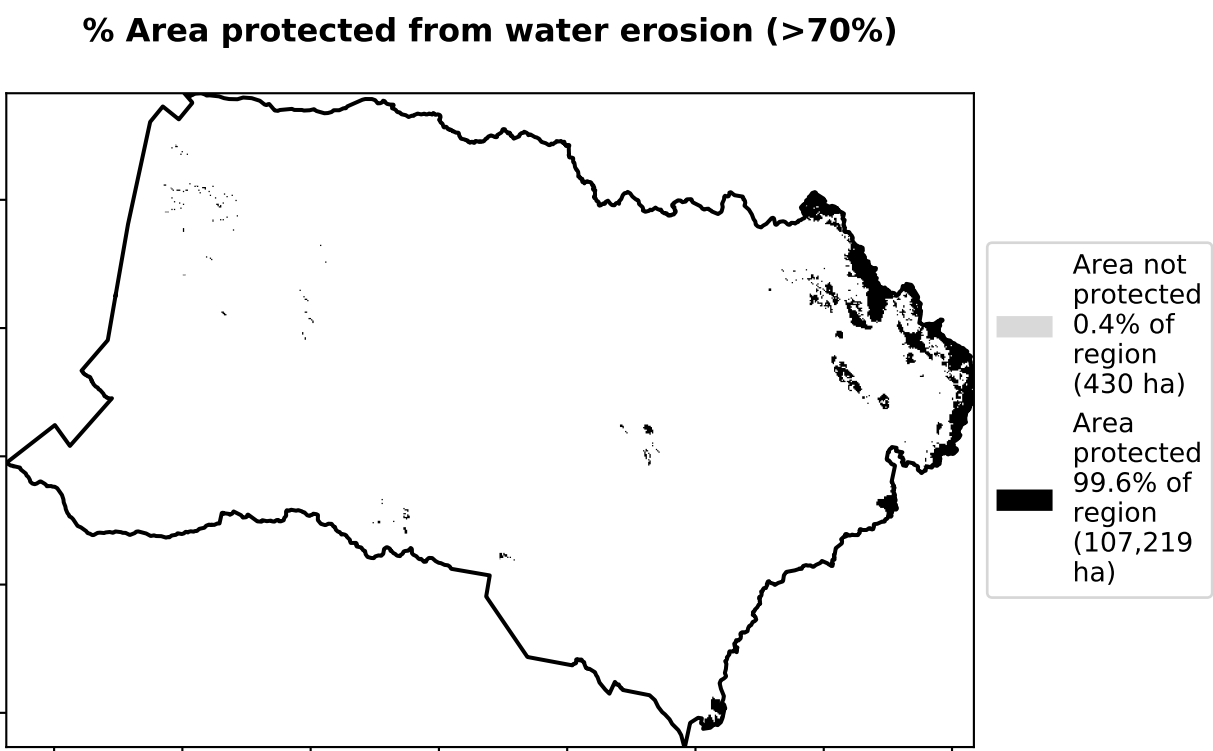 % Area protected from water erosion (>70%)
Area not
protected
0.4% of
region
(430 ha)
Area
protected
99.6% of
region
(107,219
ha)